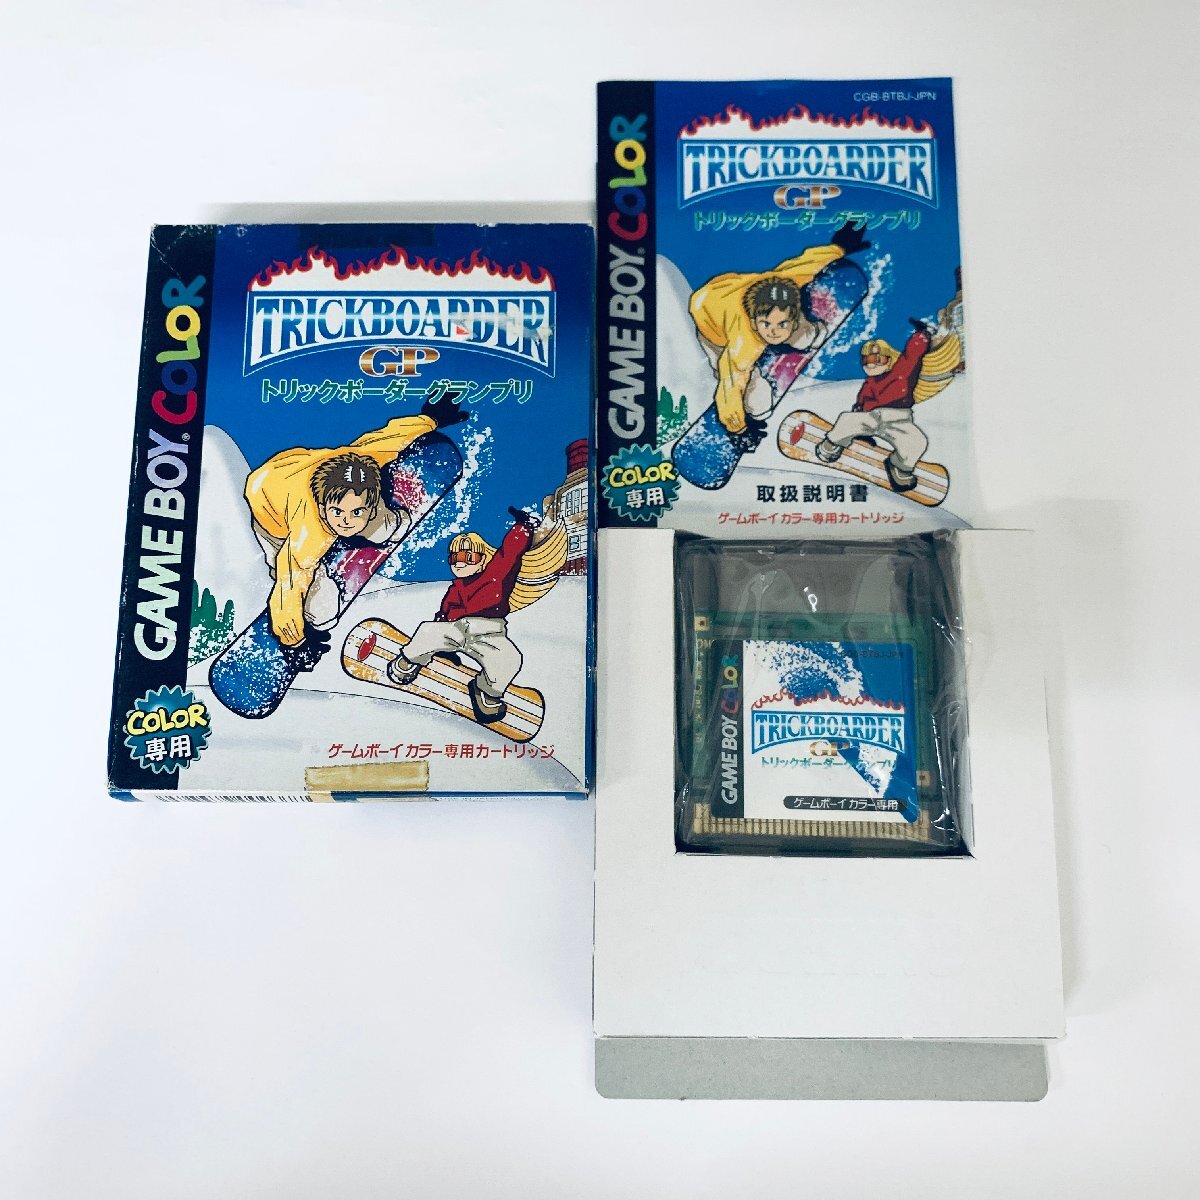 GAME BOY COLOR
TRICKBOARDER
GP
トリックボーダーグランプリ
COLOR
専用
ゲームボーイカラー専用カートリッジ
CGB-BTBJ-JPN
GAME BOY COLOR
TRICKBOARDER
GP
トリックボーダーグランプリ
COLOR
専用
取扱説明書
ゲームボーイカラー専用カートリッジ
CGB-BTBJ-JPN
GAME BOY COLOR
TRICKBOARDER
GP
トリックボーダーグランプリ
ゲームボーイカラー専用